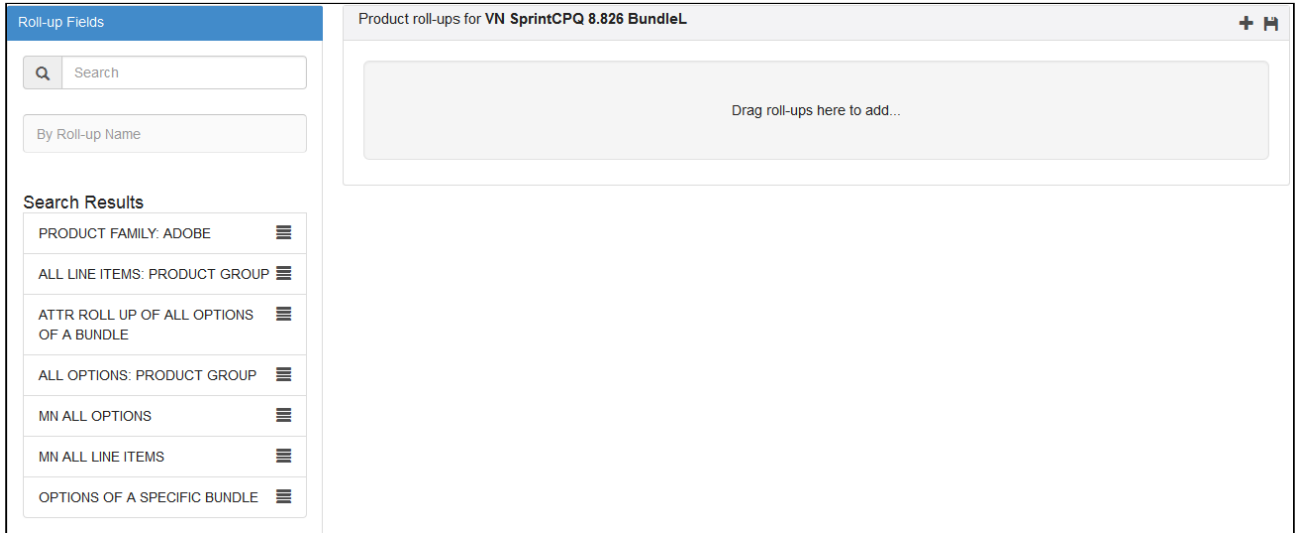 Roll-up Fields
Search
By Roll-up Name
Search Results
PRODUCT FAMILY: ADOBE
ALL LINE ITEMS: PRODUCT GROUP
ATTR ROLL UP OF ALL OPTIONS
OF A BUNDLE
ALL OPTIONS: PRODUCT GROUP
MN ALL OPTIONS
MN ALL LINE ITEMS
OPTIONS OF A SPECIFIC BUNDLE
Product roll-ups for VN SprintCPQ 8.826 BundleL
Drag roll-ups here to add...